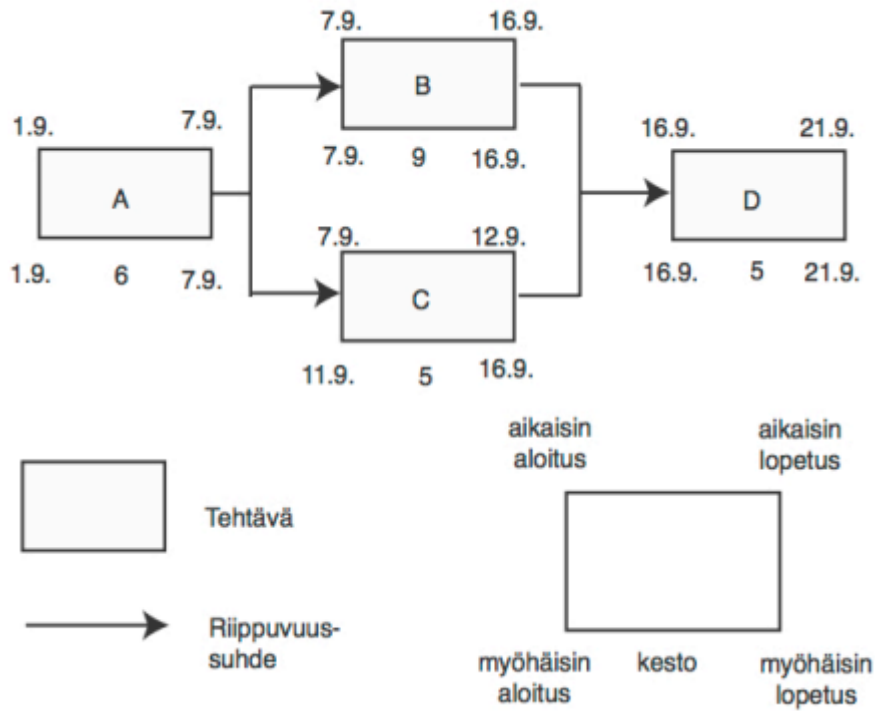 7.9. 16.9.
B
1.9. 7.9.
7.9. 9 16.9.
16.9. 21.9.
A
D
7.9. 12.9.
1.9. 6 7.9.
C
16.9. 5 21.9.
11.9. 5 16.9.
aikaisin
aloitus
aikaisin
lopetus
Tehtävä
Riippuvuus-
suhde
myöhäisin
aloitus
kesto
myöhäisin
lopetus